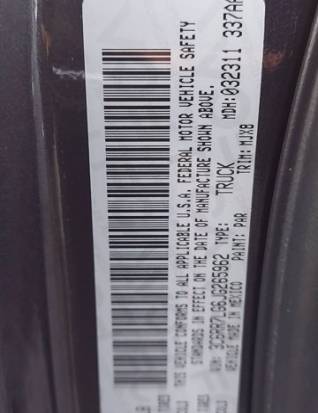 THIS VEHICLE CONFORMS TO ALL APPLICABLE U.S.A. FEDERAL MOTOR VEHICLE SAFETY
STANDARDS IN EFFECT ON THE DATE OF MANUFACTURE SHOWN ABOVE.
VIN: 3C6RR7LG6JG265962 TYPE: TRUCK MDH:032311 337AA
VEHICLE MADE IN MEXICO PAINT: PAR TRIM: MJX8